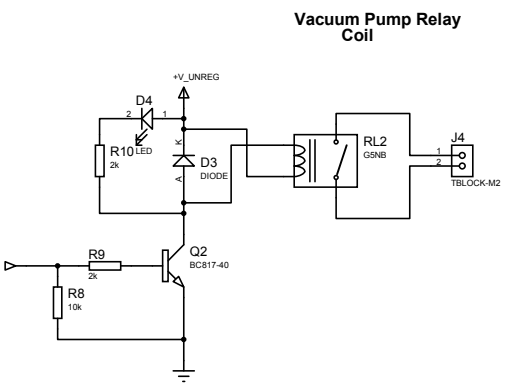 Vacuum Pump Relay
Coil
+V_UNREG
D4
2
1
LED
R10
2k
K
D3
DIODE
A
RL2
G5NB
J4
1
2
TBLOCK-M2
Q2
BC817-40
R9
2k
R8
10k